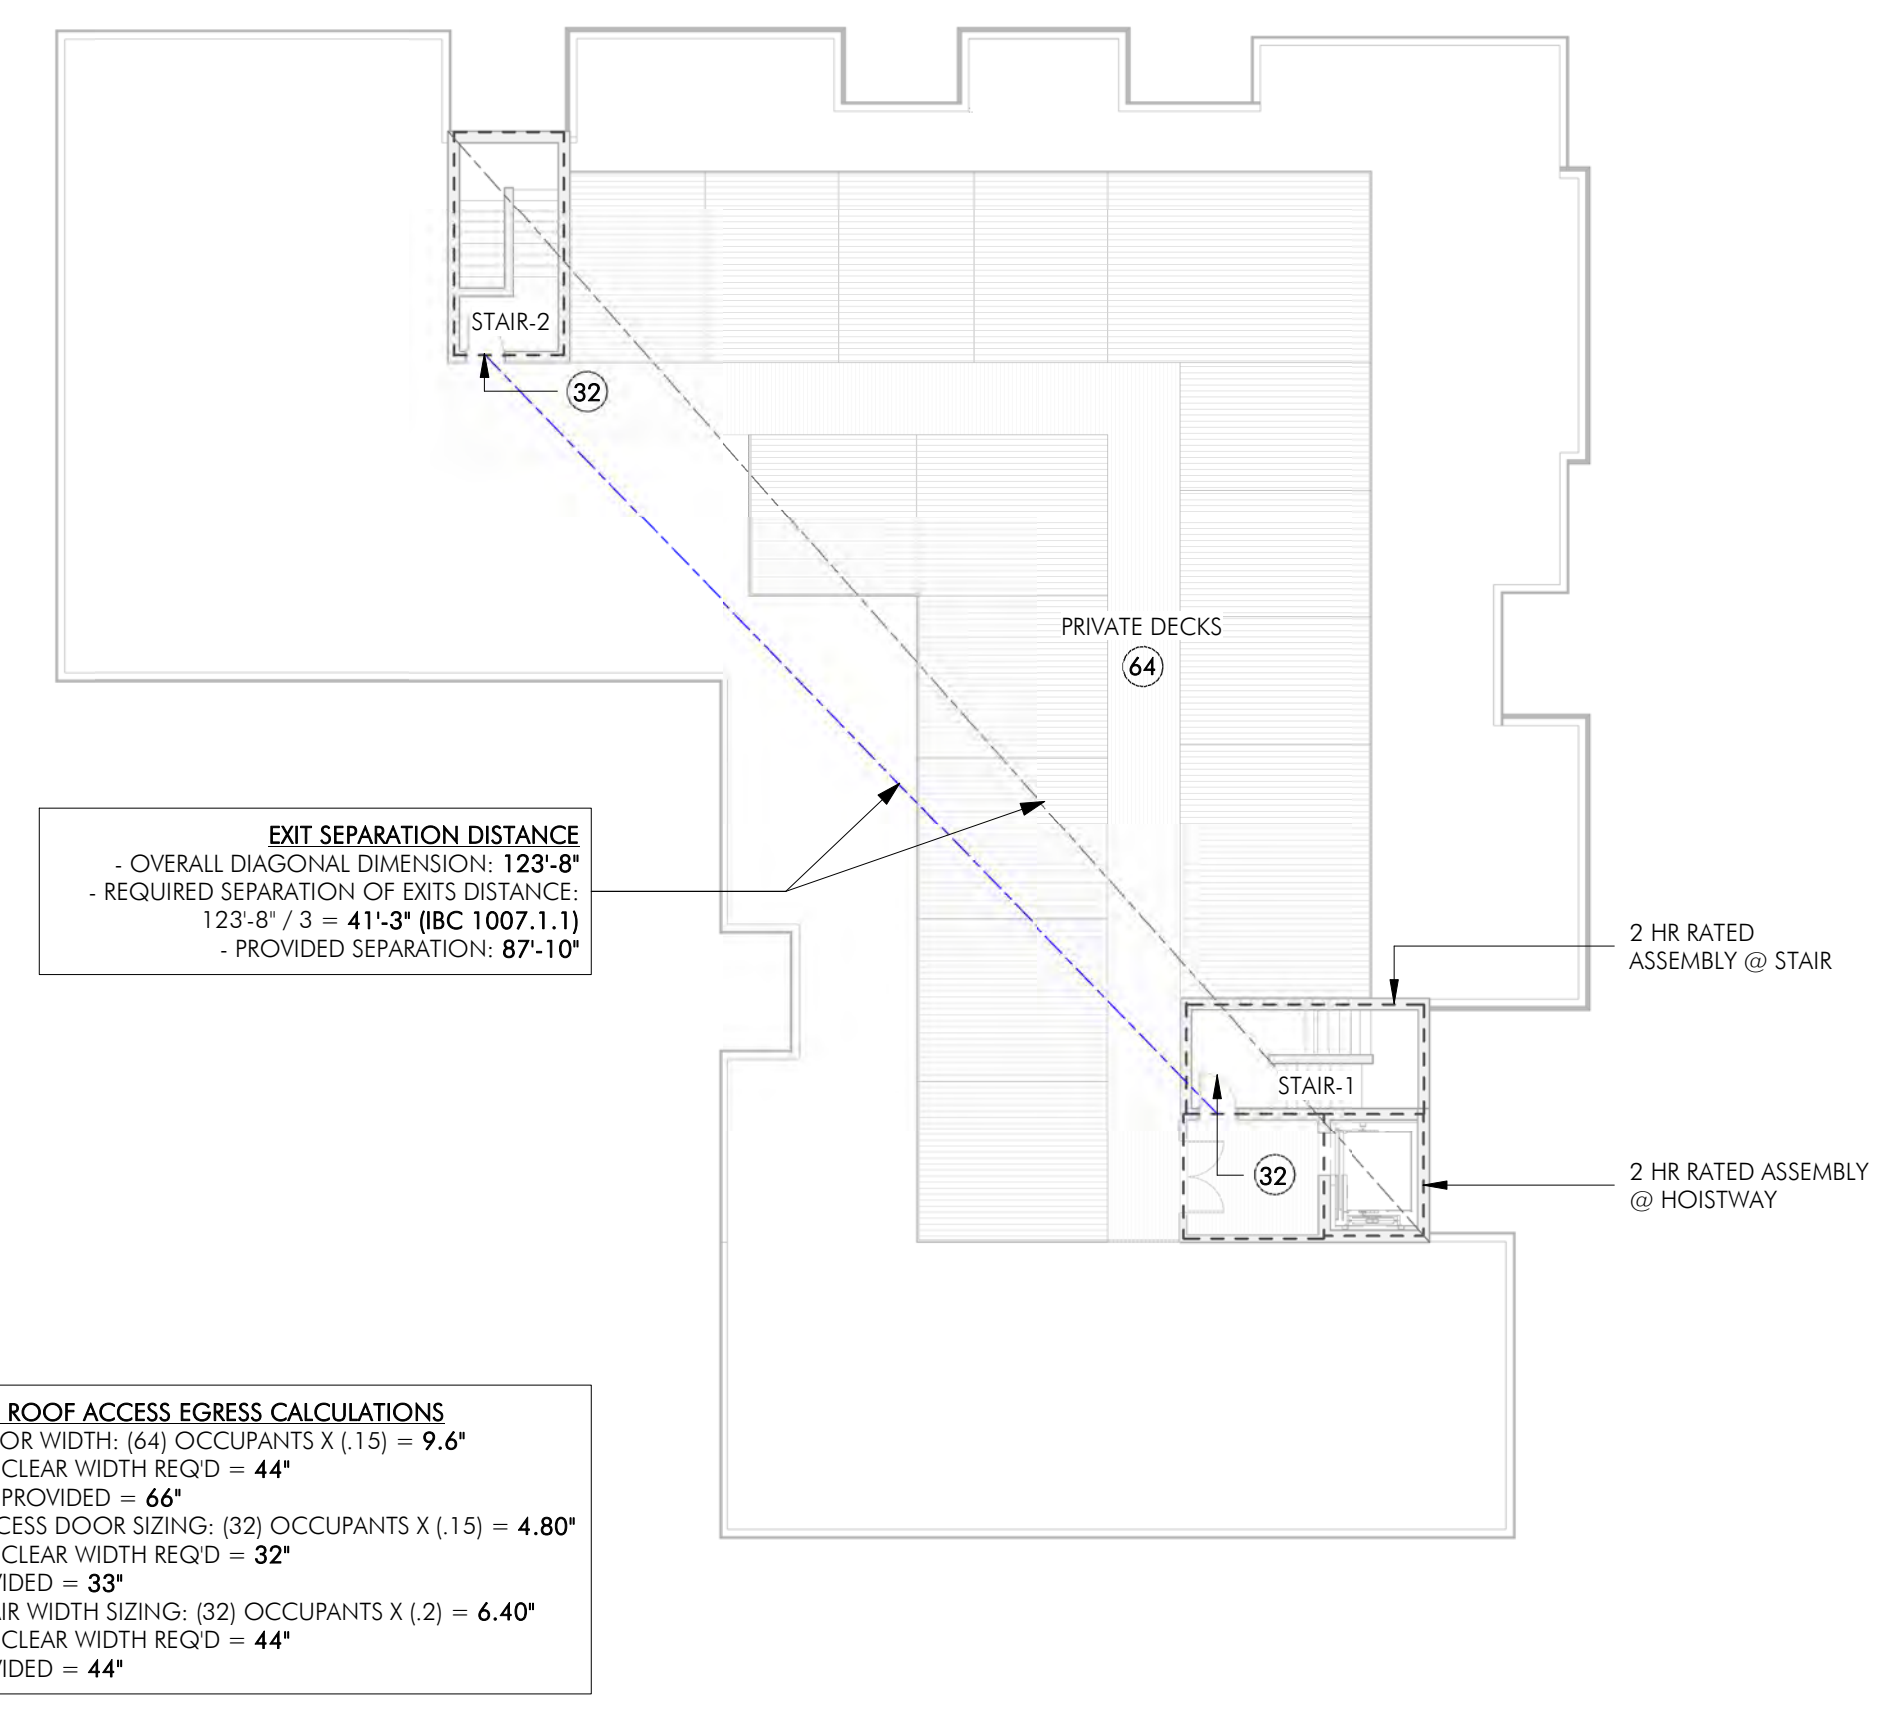 STAIR-2
32
PRIVATE DECKS
64
EXIT SEPARATION DISTANCE
- OVERALL DIAGONAL DIMENSION: 123'-8"
- REQUIRED SEPARATION OF EXITS DISTANCE:
123'-8" / 3 = 41'-3" (IBC 1007.1.1)
- PROVIDED SEPARATION: 87'-10"
2 HR RATED
ASSEMBLY @ STAIR
STAIR-1
32
2 HR RATED ASSEMBLY
@ HOISTWAY
ROOF ACCESS EGRESS CALCULATIONS
OR WIDTH: (64) OCCUPANTS X (.15) = 9.6"
CLEAR WIDTH REQ'D = 44"
PROVIDED = 66"
CESS DOOR SIZING: (32) OCCUPANTS X (.15) = 4.80"
CLEAR WIDTH REQ'D = 32"
VIDED = 33"
AIR WIDTH SIZING: (32) OCCUPANTS X (.2) = 6.40"
CLEAR WIDTH REQ'D = 44"
VIDED = 44"